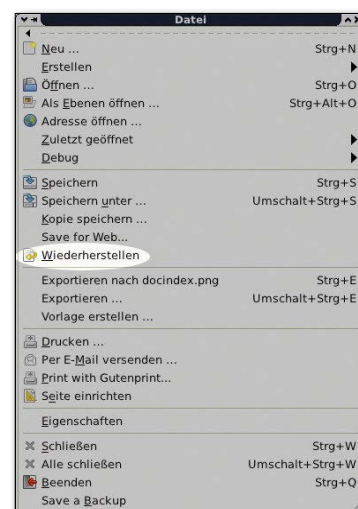 Datei
Neu ... Strg+N
Erstellen
Öffnen ... Strg+O
Als Ebenen öffnen ... Strg+Alt+O
Adresse öffnen ...
Zuletzt geöffnet
Debug
Speichern Strg+S
Speichern unter ... Umschalt+Strg+S
Kopie speichern ...
Save for Web...
Wiederherstellen
Exportieren nach docindex.png Strg+E
Exportieren ... Umschalt+Strg+E
Vorlage erstellen ...
Drucken ...
Per E-Mail versenden ...
Print with Gutenprint...
Seite einrichten
Eigenschaften
Schließen Strg+W
Alle schließen Umschalt+Strg+W
Beenden Strg+Q
Save a Backup